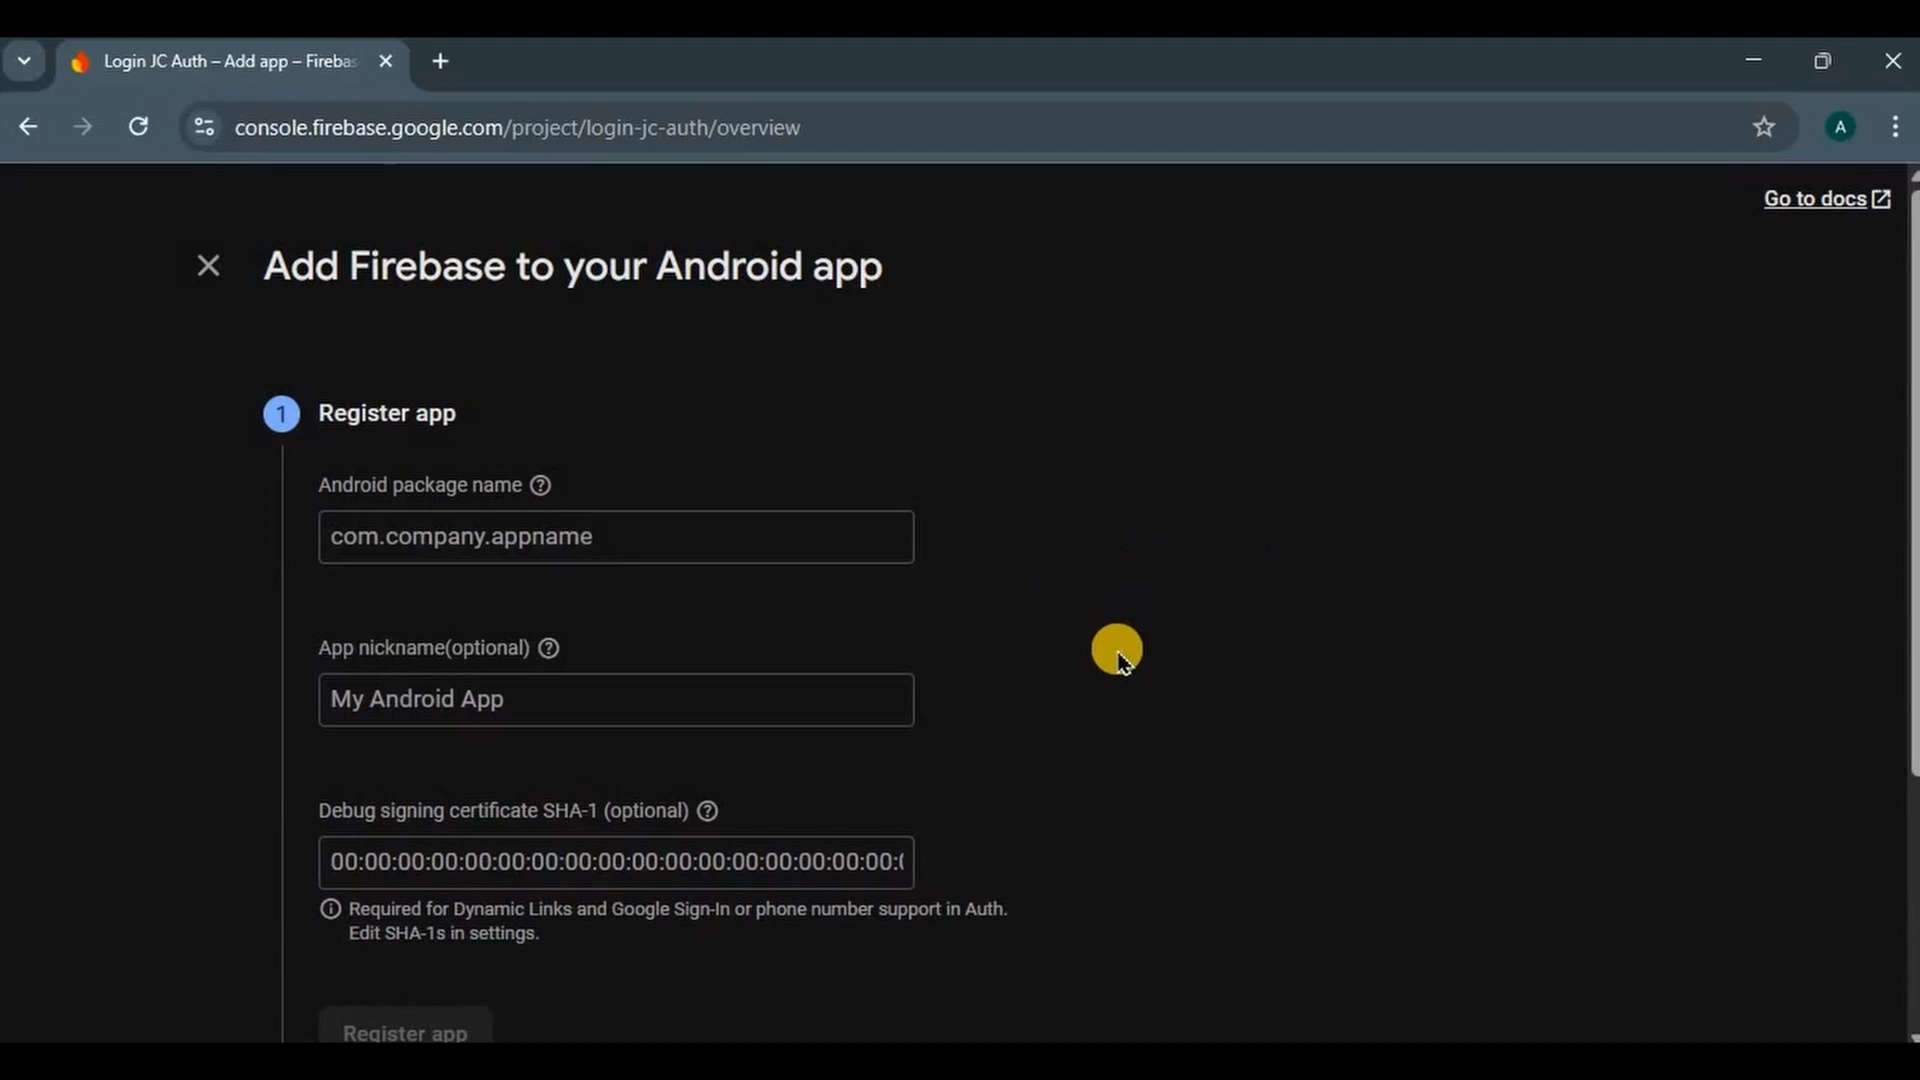 Login JC Auth – Add app – Firebas
console.firebase.google.com/project/login-jc-auth/overview
A
Go to docs
Add Firebase to your Android app
1 Register app
Android package name
com.company.appname
App nickname(optional)
My Android App
Debug signing certificate SHA-1 (optional)
00:00:00:00:00:00:00:00:00:00:00:00:00:00:00:00:00:(
Required for Dynamic Links and Google Sign-In or phone number support in Auth.
Edit SHA-1s in settings.
Register app